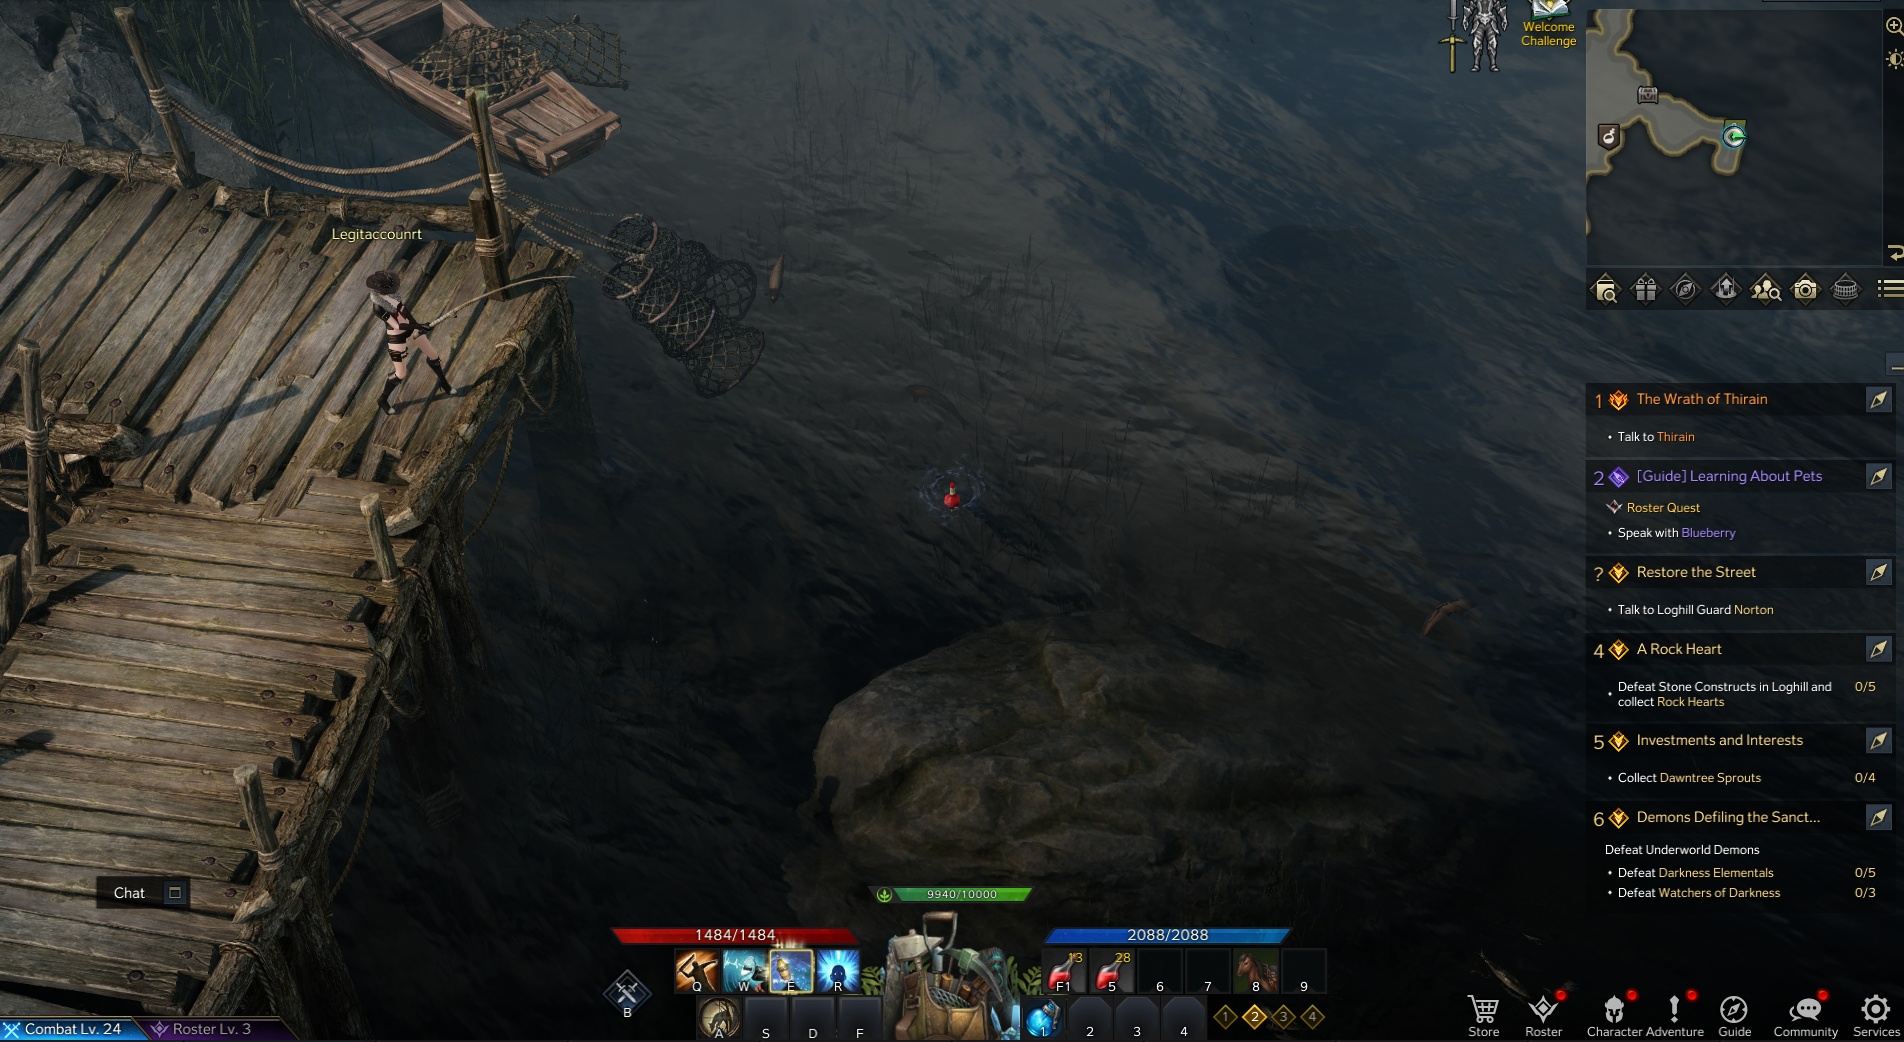 Welcome
Challenge
Legitaccounrt
1 The Wrath of Thirain
• Talk to Thirain
2 [Guide] Learning About Pets
Roster Quest
• Speak with Blueberry
? Restore the Street
• Talk to Loghill Guard Norton
4 A Rock Heart
• Defeat Stone Constructs in Loghill and 0/5
collect Rock Hearts
5 Investments and Interests
• Collect Dawntree Sprouts 0/4
6 Demons Defiling the Sanct...
Defeat Underworld Demons
• Defeat Darkness Elementals 0/5
• Defeat Watchers of Darkness 0/3
Chat
9940/10000
1484/1484
2088/2088
13 28
Q W E R F1 5 6 7 8 9
B
A S D F 1 2 3 4 1 2 3 4
Combat Lv. 24 Roster Lv. 3
Store Roster Character Adventure Guide Community Services